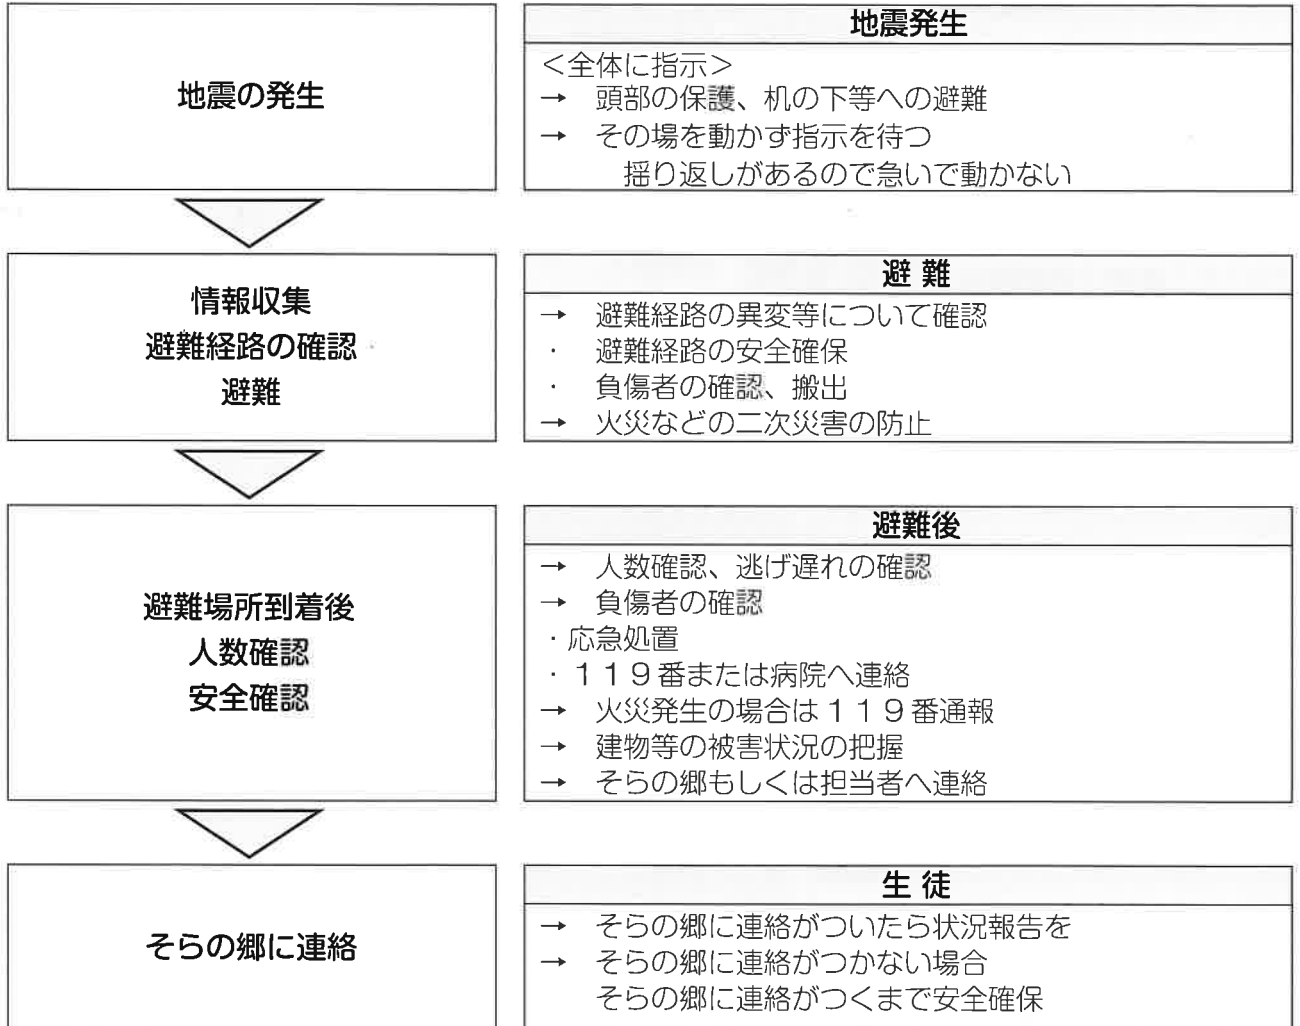 地震の発生
地震発生
＜全体に指示＞
→　頭部の保護、机の下等への避難
→　その場を動かず指示を待つ
揺り返しがあるので急いで動かない
情報収集
避難経路の確認
避難
避 難
→　避難経路の異変等について確認
・　避難経路の安全確保
・　負傷者の確認、搬出
→　火災などの二次災害の防止
避難場所到着後
人数確認
安全確認
避難後
→　人数確認、逃げ遅れの確認
→　負傷者の確認
・応急処置
・１１９番または病院へ連絡
→　火災発生の場合は１１９番通報
→　建物等の被害状況の把握
→　そらの郷もしくは担当者へ連絡
そらの郷に連絡
生 徒
→　そらの郷に連絡がついたら状況報告を
→　そらの郷に連絡がつかない場合
そらの郷に連絡がつくまで安全確保